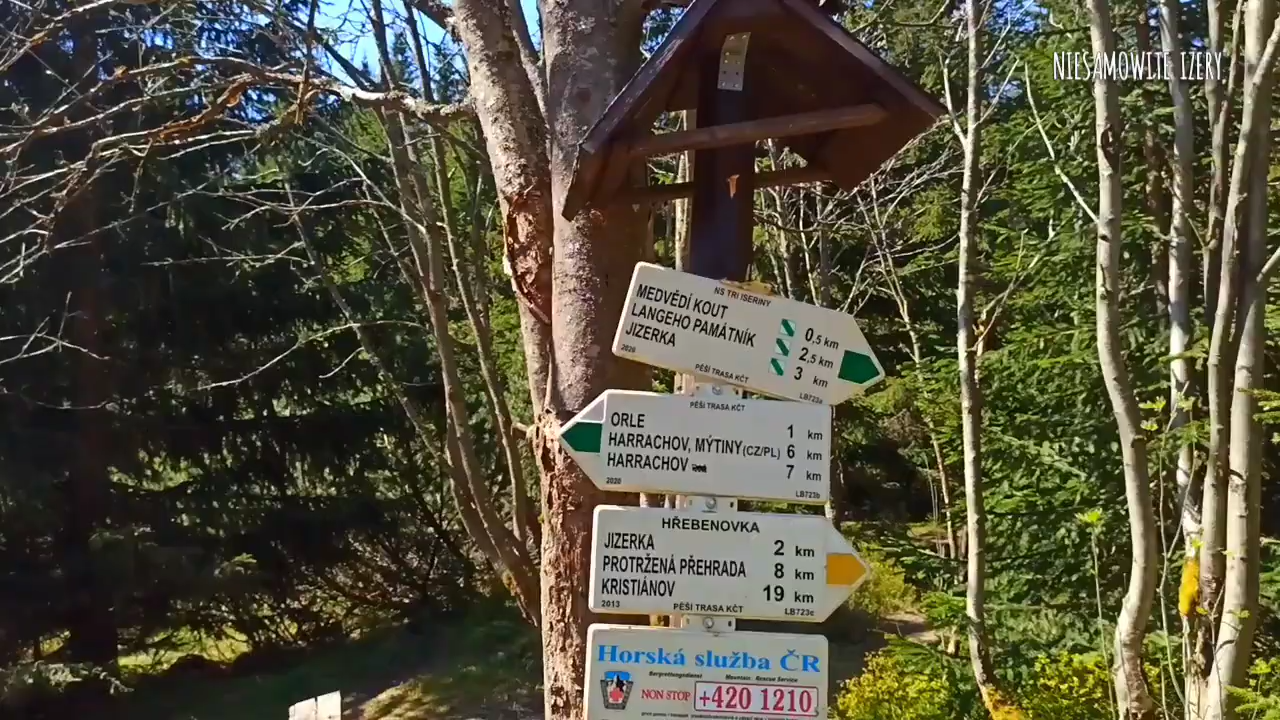 NIESAMOWITE IZERY
NS TRI ISERINY
MEDVĚDÍ KOUT 0,5 km
LANGEHO PAMÁTNÍK 2,5 km
JIZERKA 3 km
2020 PĚŠÍ TRASA KČT LB723a
PĚŠÍ TRASA KČT
ORLE 1 km
HARRACHOV, MÝTINY(CZ/PL) 6 km
HARRACHOV 7 km
2020 LB723b
HŘEBENOVKA
JIZERKA 2 km
PROTRŽENÁ PŘEHRADA 8 km
KRISTIÁNOV 19 km
2013 PĚŠÍ TRASA KČT LB723c
Horská služba ČR
Bergrettungsdienst Mountain Rescue Service
NON STOP +420 1210